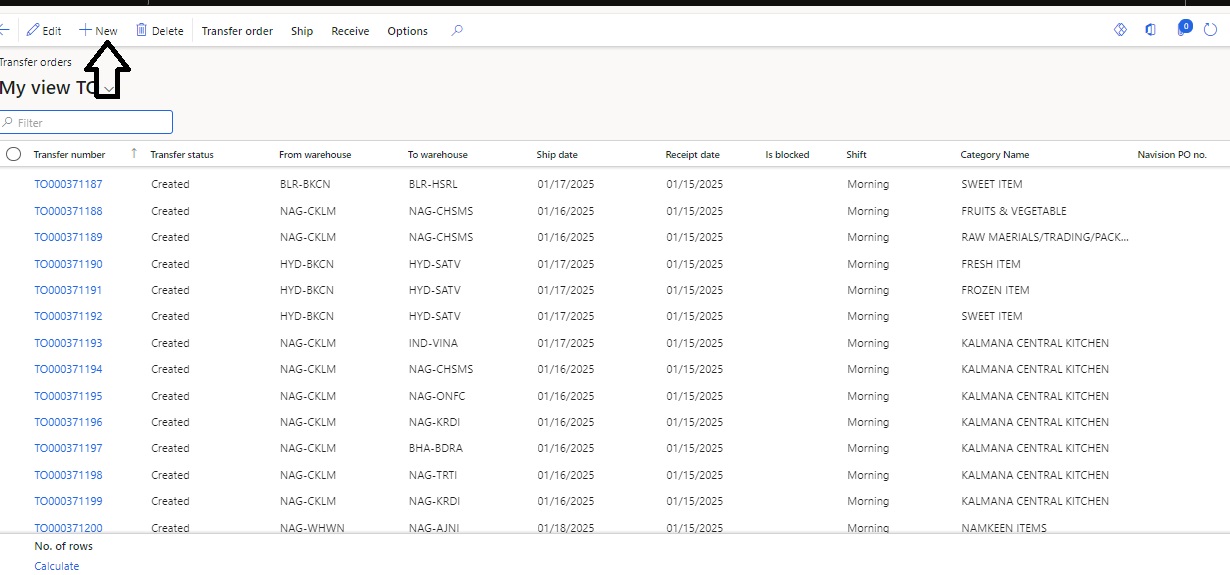 Edit New Delete Transfer order Ship Receive Options 0
Transfer orders
My view TO
Filter
Transfer number Transfer status From warehouse To warehouse Ship date Receipt date Is blocked Shift Category Name Navision PO no.
TO000371187 Created BLR-BKCN BLR-HSRL 01/17/2025 01/15/2025 Morning SWEET ITEM
TO000371188 Created NAG-CKLM NAG-CHSMS 01/16/2025 01/15/2025 Morning FRUITS & VEGETABLE
TO000371189 Created NAG-CKLM NAG-CHSMS 01/16/2025 01/15/2025 Morning RAW MAERIALS/TRADING/PACK...
TO000371190 Created HYD-BKCN HYD-SATV 01/17/2025 01/15/2025 Morning FRESH ITEM
TO000371191 Created HYD-BKCN HYD-SATV 01/17/2025 01/15/2025 Morning FROZEN ITEM
TO000371192 Created HYD-BKCN HYD-SATV 01/17/2025 01/15/2025 Morning SWEET ITEM
TO000371193 Created NAG-CKLM IND-VINA 01/17/2025 01/15/2025 Morning KALMANA CENTRAL KITCHEN
TO000371194 Created NAG-CKLM NAG-CHSMS 01/16/2025 01/15/2025 Morning KALMANA CENTRAL KITCHEN
TO000371195 Created NAG-CKLM NAG-ONFC 01/16/2025 01/15/2025 Morning KALMANA CENTRAL KITCHEN
TO000371196 Created NAG-CKLM NAG-KRDI 01/16/2025 01/15/2025 Morning KALMANA CENTRAL KITCHEN
TO000371197 Created NAG-CKLM BHA-BDRA 01/16/2025 01/15/2025 Morning KALMANA CENTRAL KITCHEN
TO000371198 Created NAG-CKLM NAG-TRTI 01/16/2025 01/15/2025 Morning KALMANA CENTRAL KITCHEN
TO000371199 Created NAG-CKLM NAG-KRDI 01/16/2025 01/15/2025 Morning KALMANA CENTRAL KITCHEN
TO000371200 Created NAG-WHWN NAG-AJNI 01/18/2025 01/15/2025 Morning NAMKEEN ITEMS
No. of rows
Calculate